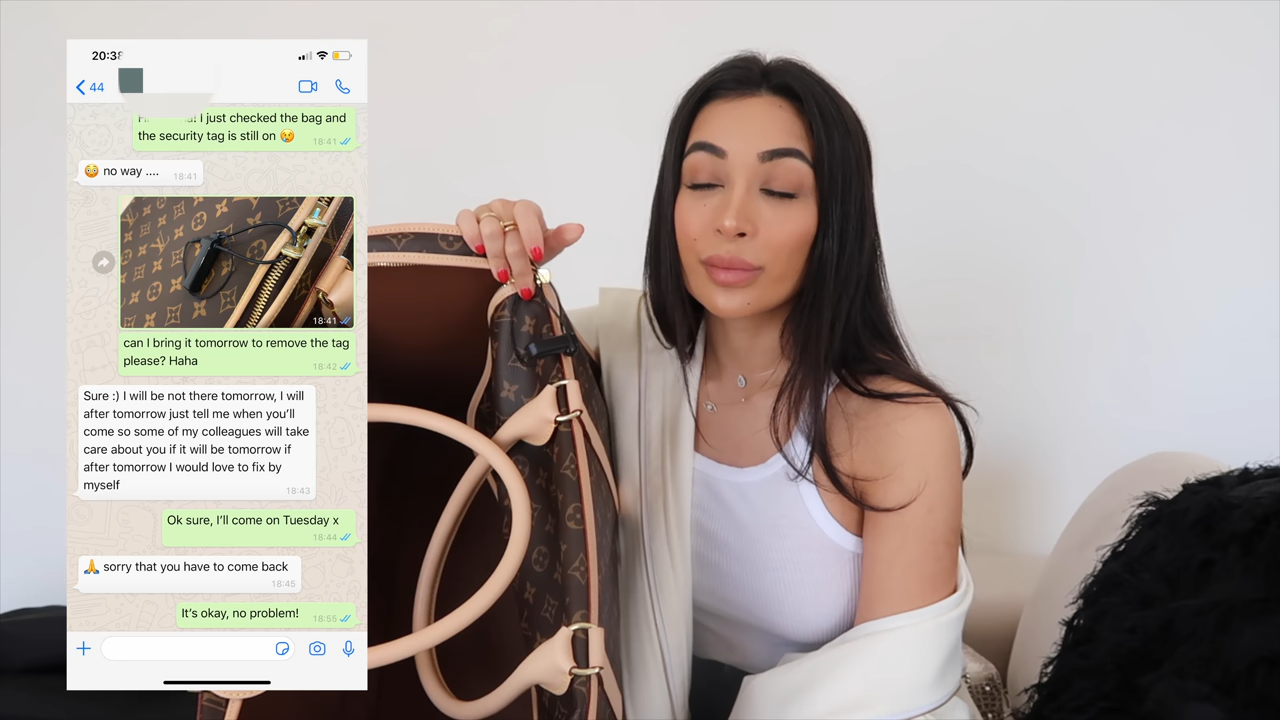 20:38
44
I just checked the bag and
the security tag is still on 😢
18:41
😳 no way ....
18:41
18:41
can I bring it tomorrow to remove the tag
please? Haha
18:42
Sure :) I will be not there tomorrow, I will
after tomorrow just tell me when you'll
come so some of my colleagues will take
care about you if it will be tomorrow if
after tomorrow I would love to fix by
myself
18:43
Ok sure, I'll come on Tuesday x
18:44
🙏 sorry that you have to come back
18:45
It's okay, no problem!
18:55